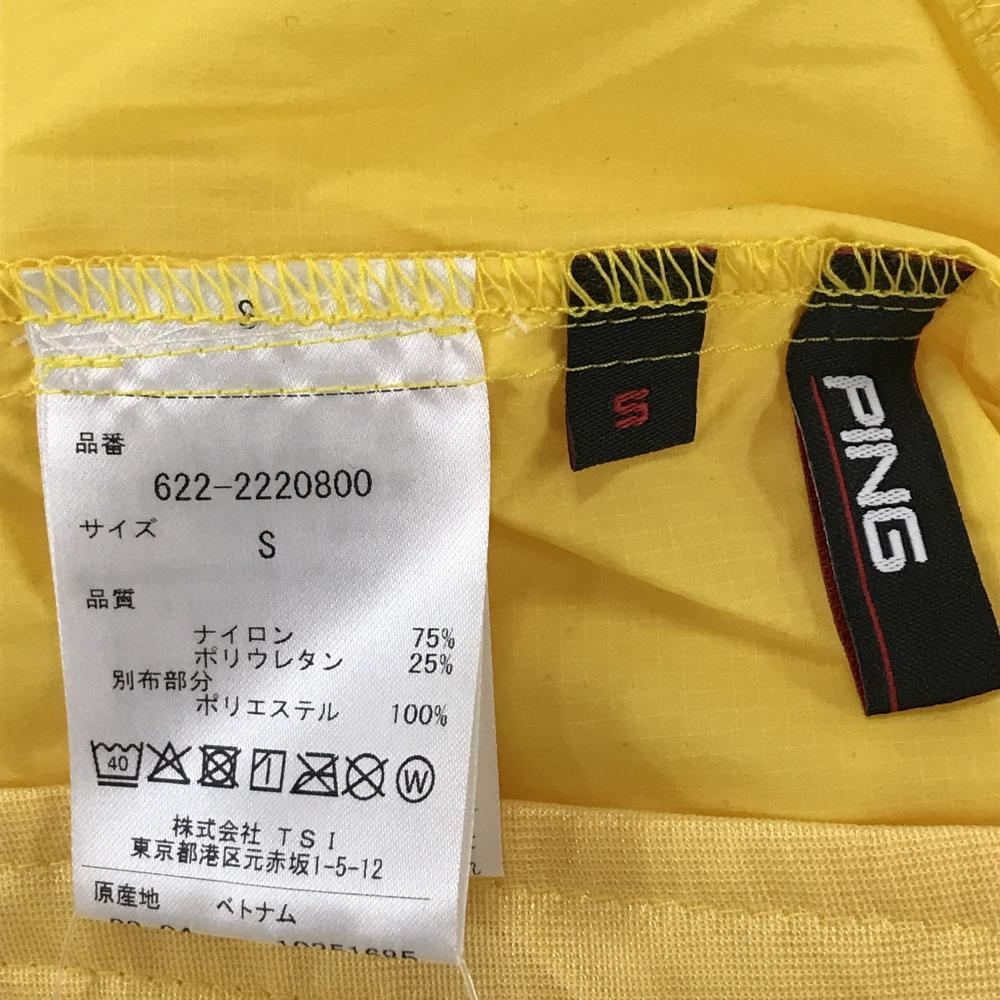 S
品番
622-2220800
サイズ
S
品質
ナイロン 75%
ポリウレタン 25%
別布部分
ポリエステル 100%
40 W
株式会社 TSI
東京都港区元赤坂1-5-12
原産地 ベトナム
S
PING